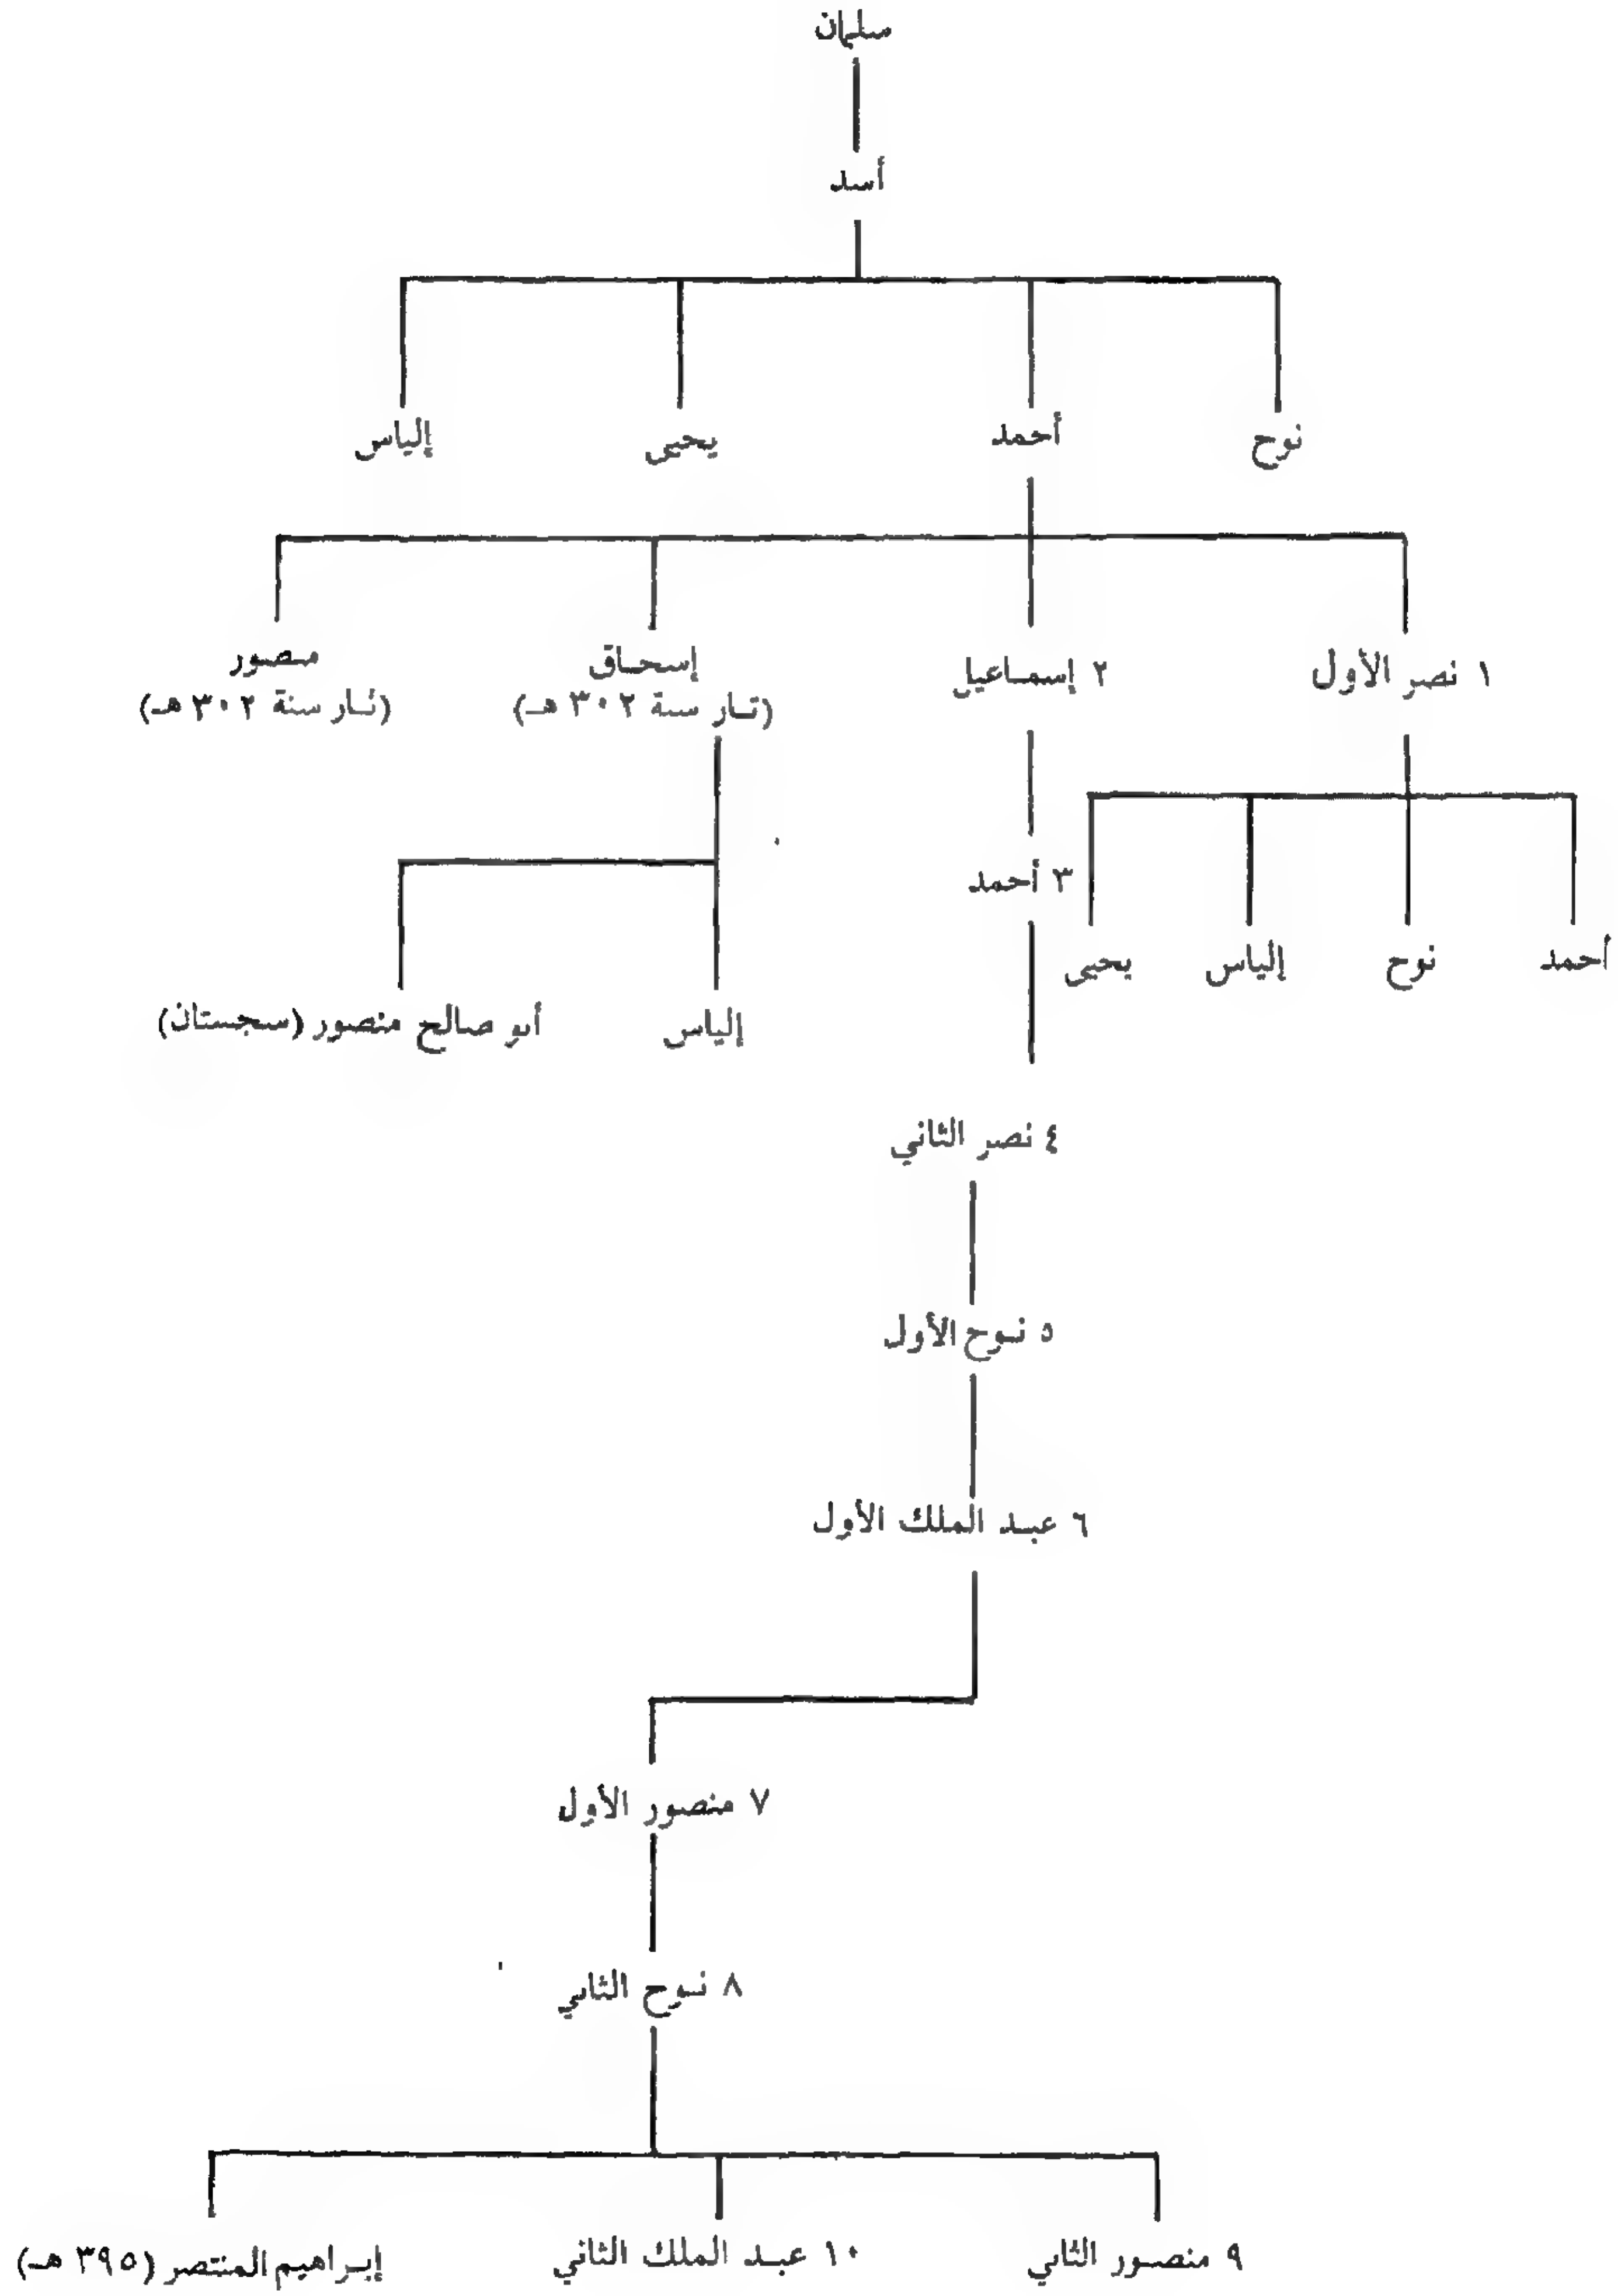 سلمان
أسد
نوح
أحمد
يحيى
إلياس
١ نصر الأول
٢ إسماعيل
إسحاق
(ثار سنة ٣٠٢ هـ)
منصور
(ثار سنة ٣٠٢ هـ)
٣ أحمد
أحمد
نوح
إلياس
يحيى
إلياس
أبو صالح منصور (سجستان)
٤ نصر الثاني
٥ نوح الأول
٦ عبد الملك الأول
٧ منصور الأول
٨ نوح الثاني
٩ منصور الثاني
١٠ عبد الملك الثاني
إبراهيم المنتصر (٣٩٥ هـ)